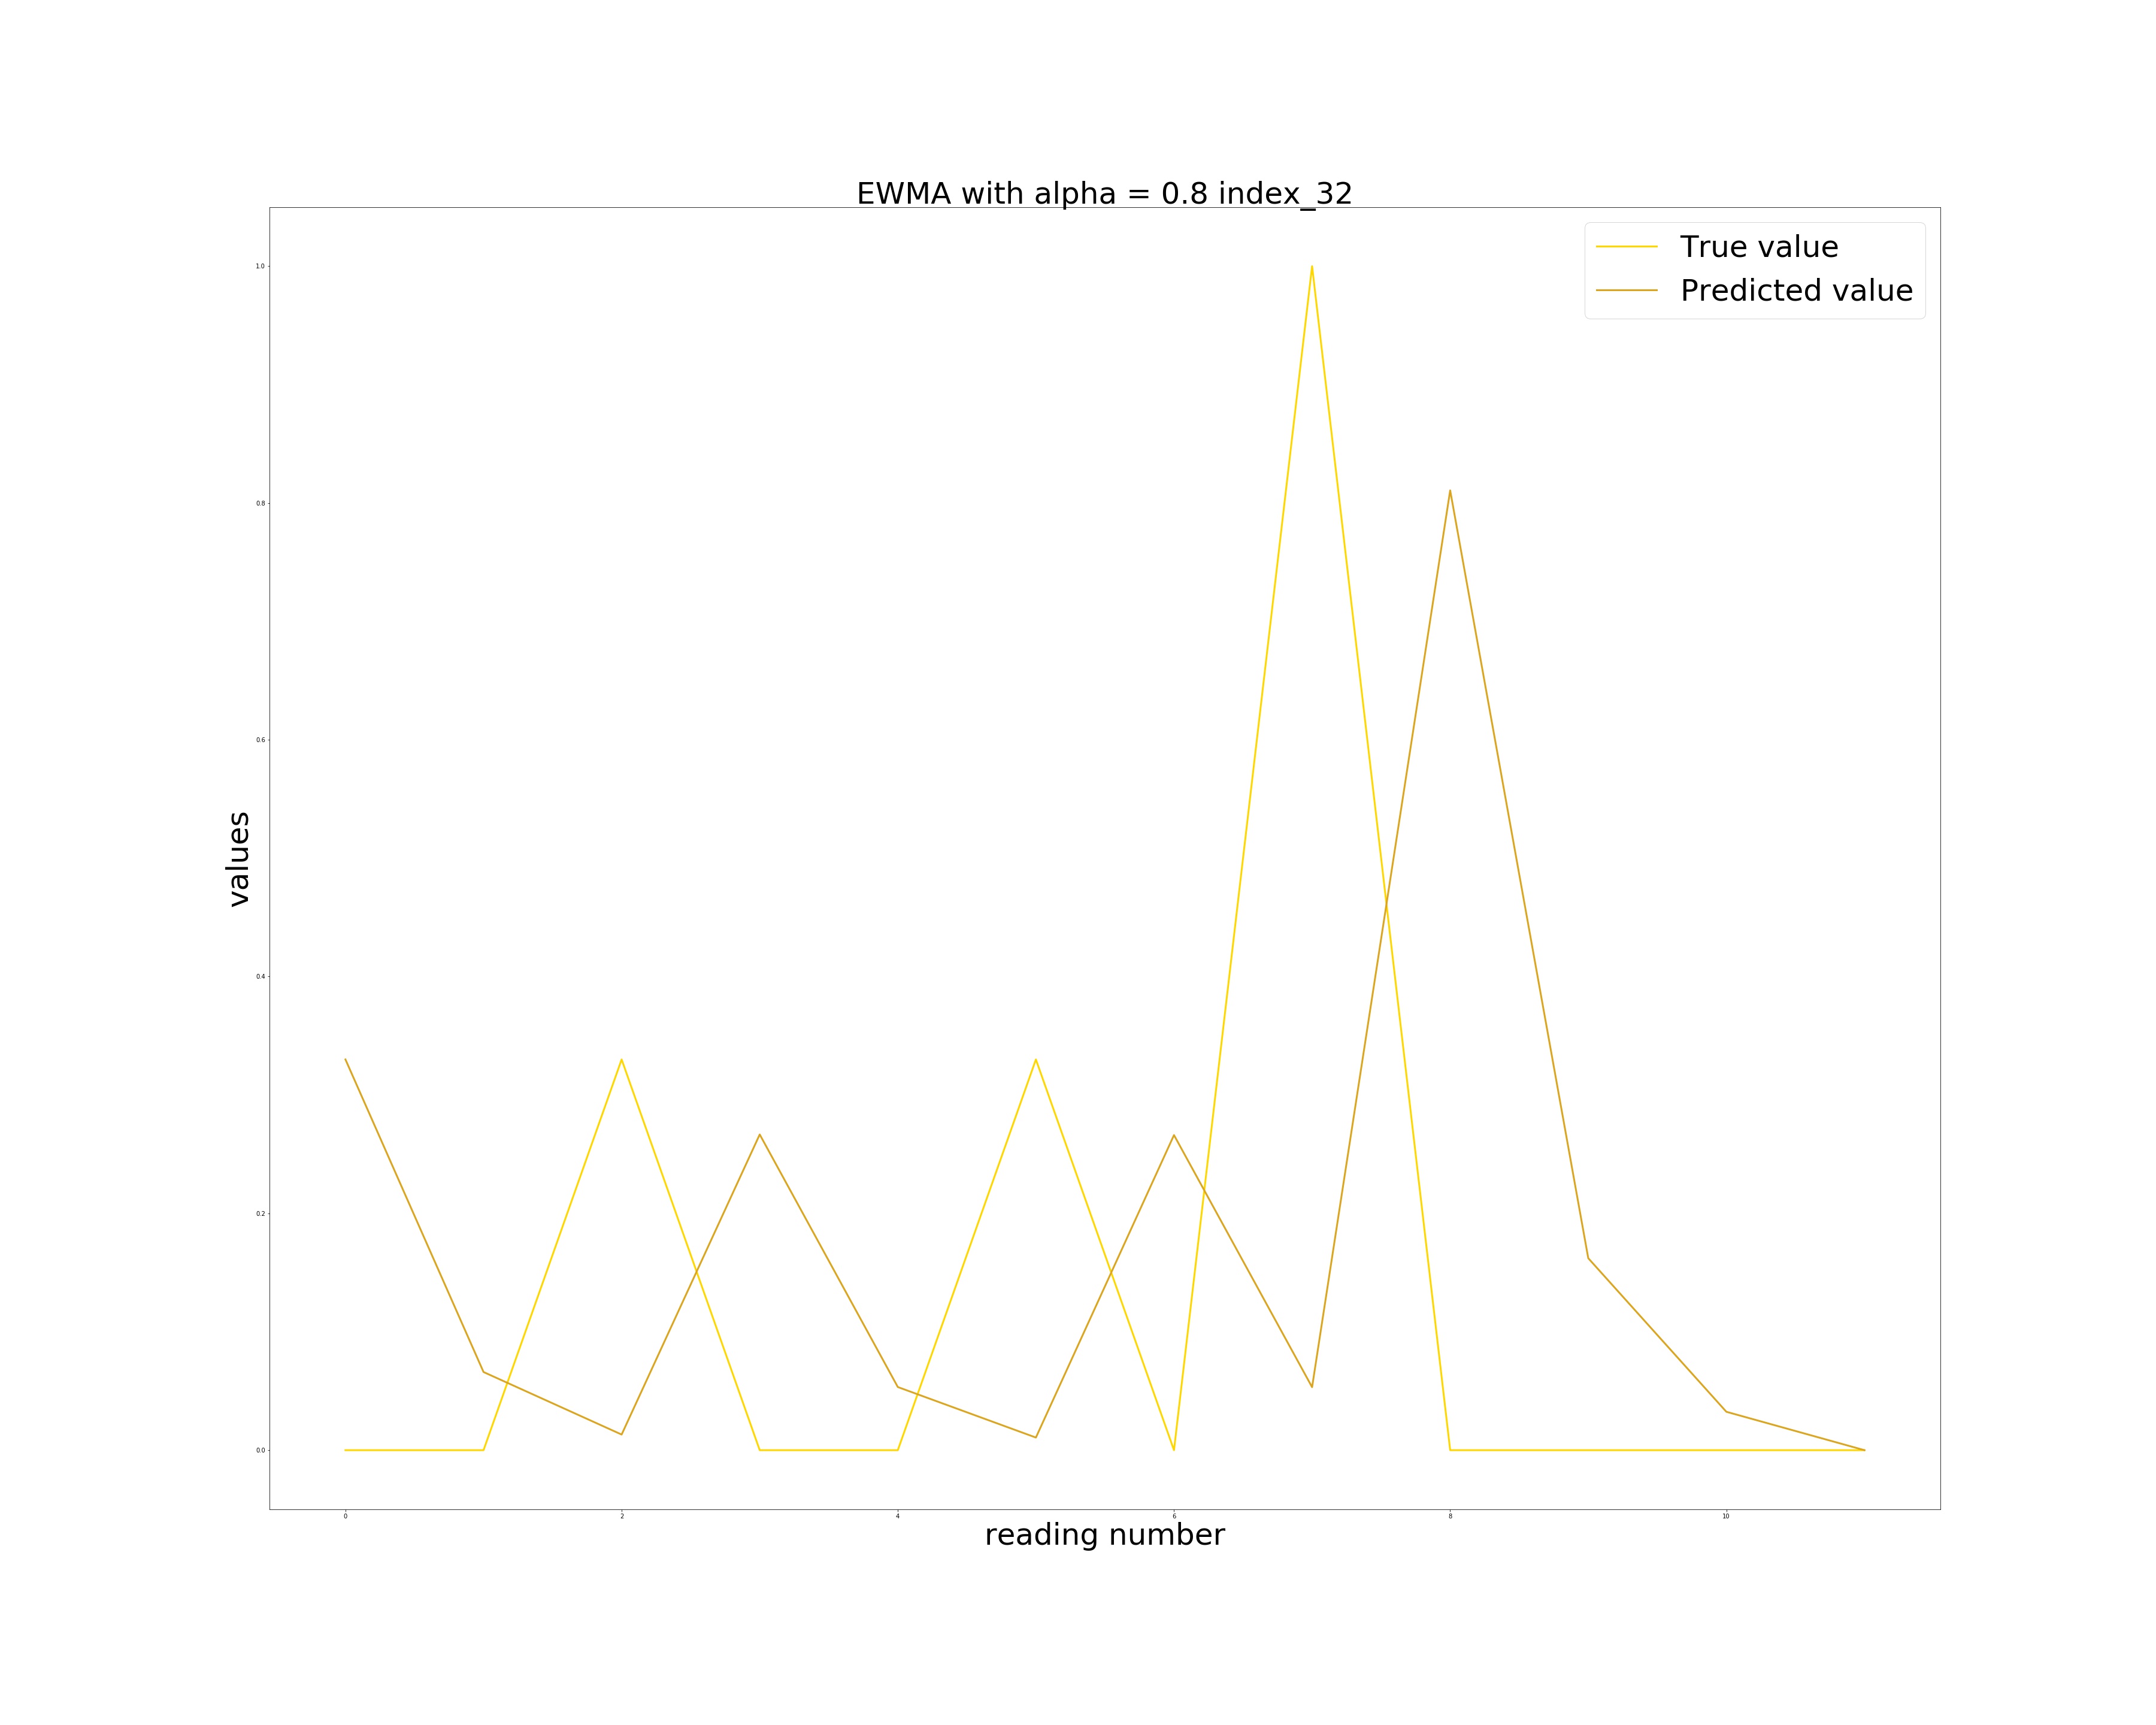 EWMA with alpha = 0.8 index_32
True value
Predicted value
1.0
0.8
0.6
0.4
0.2
0.0
values
0 2 4 6 8 10
reading number